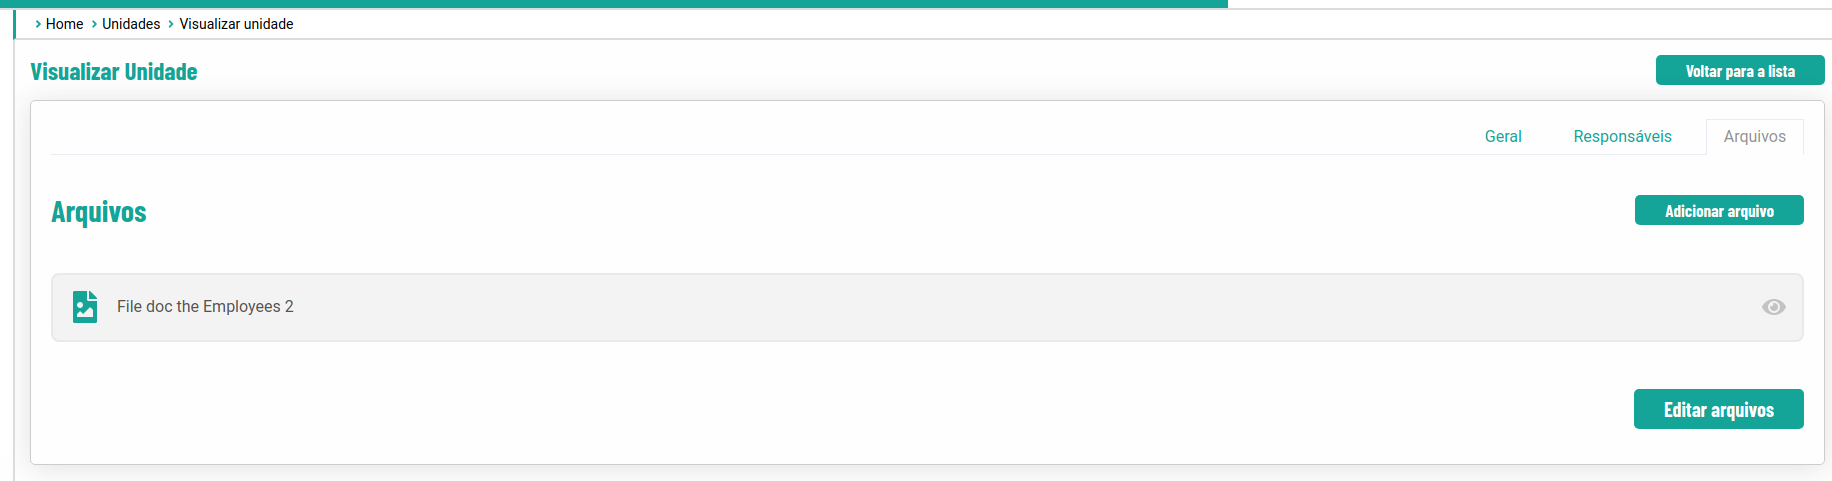 Home Unidades Visualizar unidade
Visualizar Unidade
Voltar para a lista
Geral Responsáveis Arquivos
Arquivos
Adicionar arquivo
File doc the Employees 2
Editar arquivos